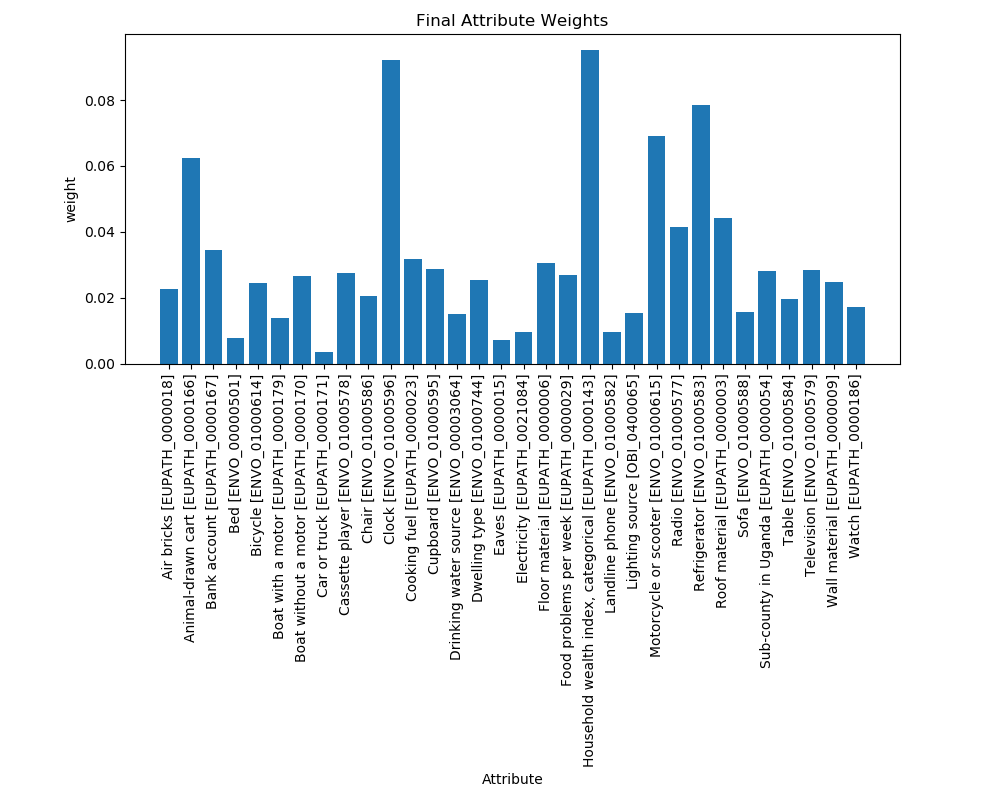 Final Attribute Weights
weight
0.08
0.06
0.04
0.02
0.00
Air bricks [EUPATH_0000018]
Animal-drawn cart [EUPATH_0000166]
Bank account [EUPATH_0000167]
Bed [ENVO_00000501]
Bicycle [ENVO_01000614]
Boat with a motor [EUPATH_0000179]
Boat without a motor [EUPATH_0000170]
Car or truck [EUPATH_0000171]
Cassette player [ENVO_01000578]
Chair [ENVO_01000586]
Clock [ENVO_01000596]
Cooking fuel [EUPATH_0000023]
Cupboard [ENVO_01000595]
Drinking water source [ENVO_00003064]
Dwelling type [ENVO_01000744]
Eaves [EUPATH_0000015]
Electricity [EUPATH_0021084]
Floor material [EUPATH_0000006]
Food problems per week [EUPATH_0000029]
Household wealth index, categorical [EUPATH_0000143]
Landline phone [ENVO_01000582]
Lighting source [OBI_0400065]
Motorcycle or scooter [ENVO_01000615]
Radio [ENVO_01000577]
Refrigerator [ENVO_01000583]
Roof material [EUPATH_0000003]
Sofa [ENVO_01000588]
Sub-county in Uganda [EUPATH_0000054]
Table [ENVO_01000584]
Television [ENVO_01000579]
Wall material [EUPATH_0000009]
Watch [EUPATH_0000186]
Attribute